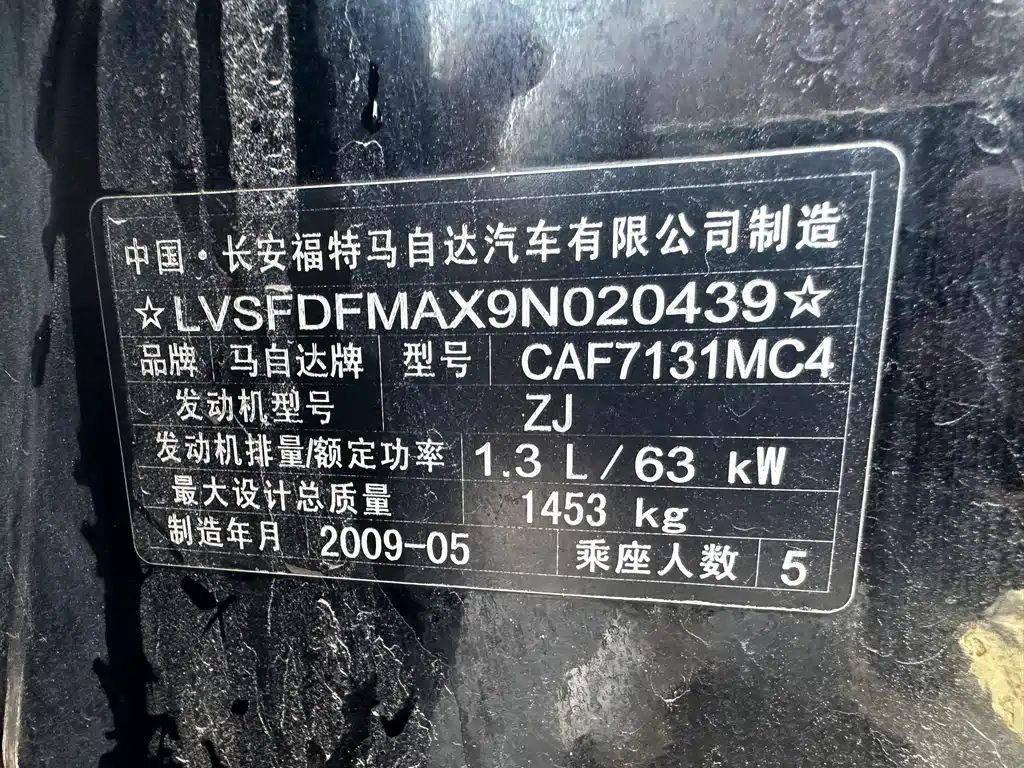 中国·长安福特马自达汽车有限公司制造
☆LVSFDFMAX9N020439☆
品牌 马自达牌 型号 CAF7131MC4
发动机型号 ZJ
发动机排量/额定功率 1.3 L/63 kW
最大设计总质量 1453 kg
制造年月 2009-05 乘座人数 5